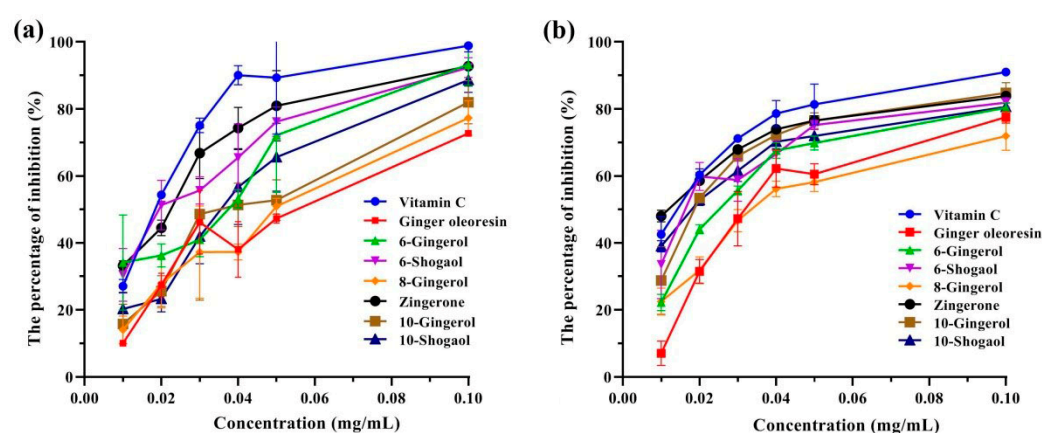 (a)
The percentage of inhibition (%)
100
80
60
40
20
0
0.00 0.02 0.04 0.06 0.08 0.10
Concentration (mg/mL)
Vitamin C
Ginger oleoresin
6-Gingerol
6-Shogaol
8-Gingerol
Zingerone
10-Gingerol
10-Shogaol
(b)
The percentage of inhibition (%)
100
80
60
40
20
0
0.00 0.02 0.04 0.06 0.08 0.10
Concentration (mg/mL)
Vitamin C
Ginger oleoresin
6-Gingerol
6-Shogaol
8-Gingerol
Zingerone
10-Gingerol
10-Shogaol